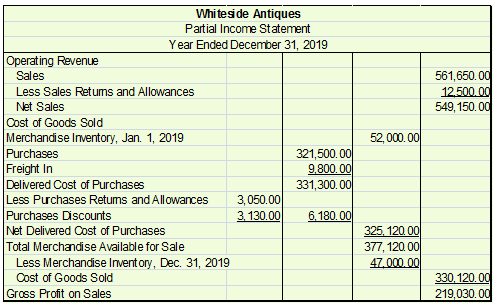 Whiteside Antiques
Partial Income Statement
Year Ended December 31, 2019
Operating Revenue
Sales 561,650.00
Less Sales Returns and Allowances 12,500.00
Net Sales 549,150.00
Cost of Goods Sold
Merchandise Inventory, Jan. 1, 2019 52,000.00
Purchases 321,500.00
Freight In 9,800.00
Delivered Cost of Purchases 331,300.00
Less Purchases Returns and Allowances 3,050.00
Purchases Discounts 3,130.00 6,180.00
Net Delivered Cost of Purchases 325,120.00
Total Merchandise Available for Sale 377,120.00
Less Merchandise Inventory, Dec. 31, 2019 47,000.00
Cost of Goods Sold 330,120.00
Gross Profit on Sales 219,030.00